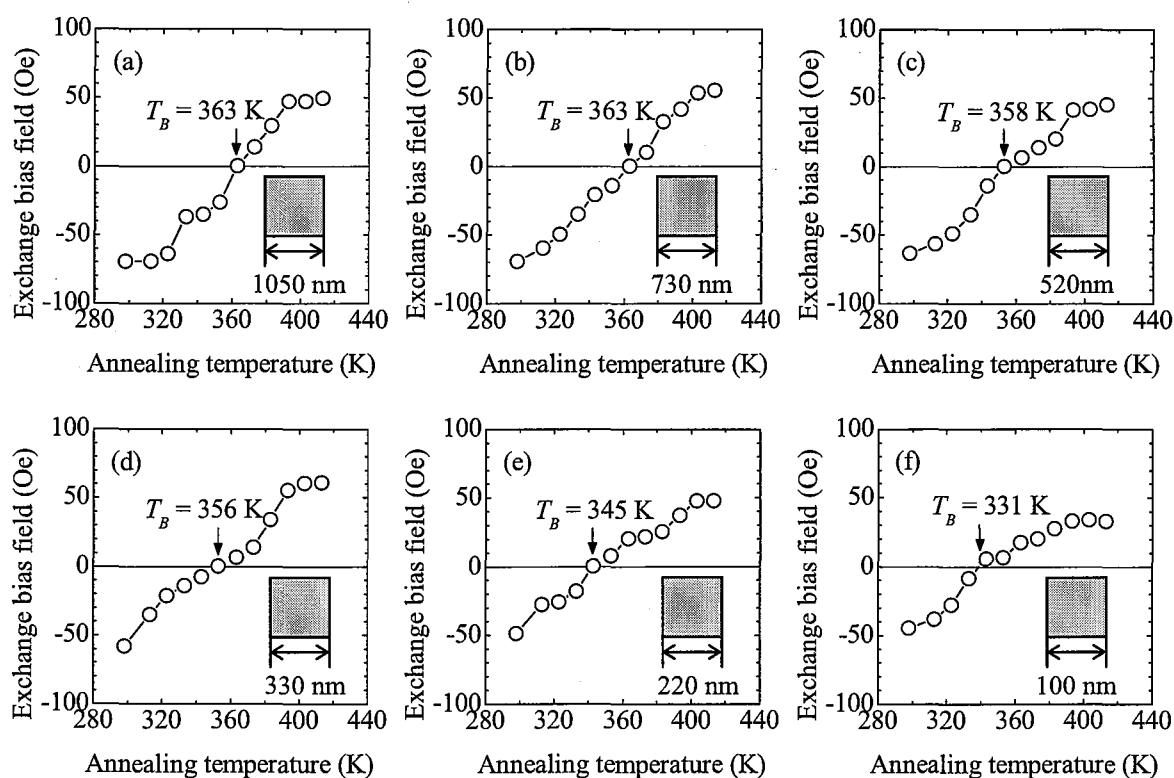 (a)
T_B = 363 K
1050 nm
Exchange bias field (Oe)
100
50
0
-50
-100
280 320 360 400 440
Annealing temperature (K)
(b)
T_B = 363 K
730 nm
Exchange bias field (Oe)
100
50
0
-50
-100
280 320 360 400 440
Annealing temperature (K)
(c)
T_B = 358 K
520nm
Exchange bias field (Oe)
100
50
0
-50
-100
280 320 360 400 440
Annealing temperature (K)
(d)
T_B = 356 K
330 nm
Exchange bias field (Oe)
100
50
0
-50
-100
280 320 360 400 440
Annealing temperature (K)
(e)
T_B = 345 K
220 nm
Exchange bias field (Oe)
100
50
0
-50
-100
280 320 360 400 440
Annealing temperature (K)
(f)
T_B = 331 K
100 nm
Exchange bias field (Oe)
100
50
0
-50
-100
280 320 360 400 440
Annealing temperature (K)